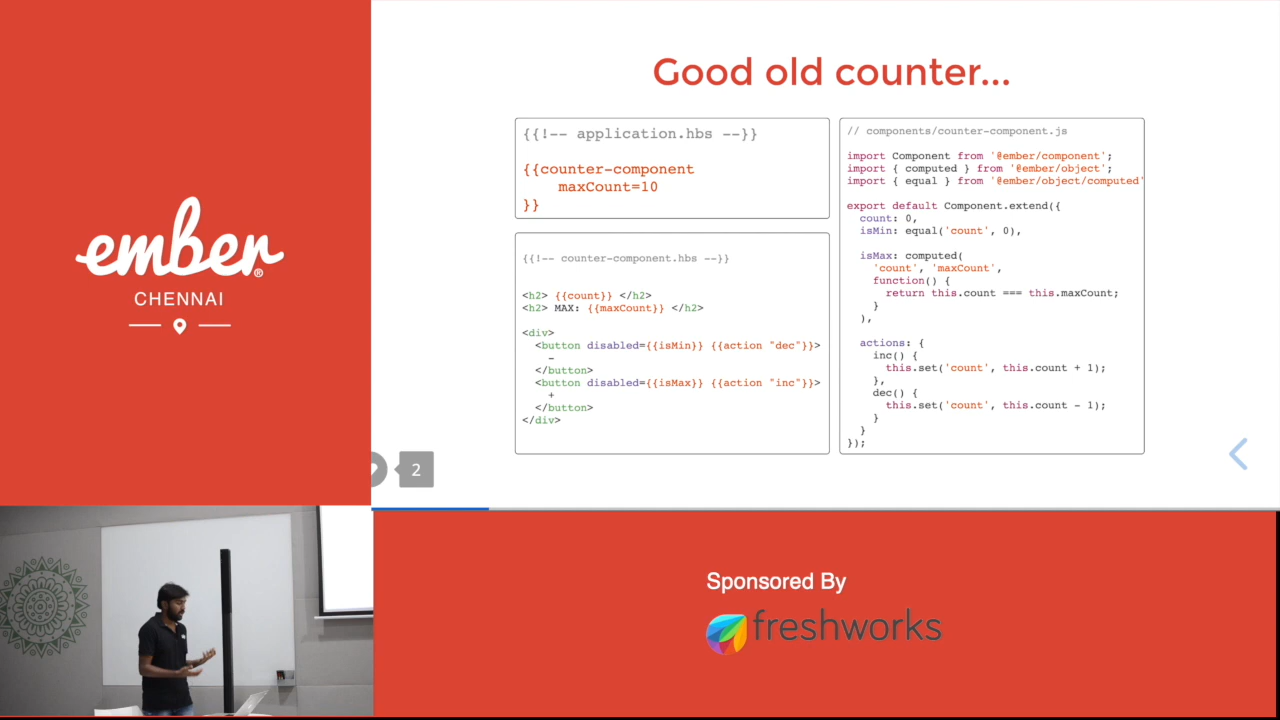 ember®
CHENNAI
Good old counter...
{{!-- application.hbs --}}
{{counter-component
maxCount=10
}}
{{!-- counter-component.hbs --}}
<h2> {{count}} </h2>
<h2> MAX: {{maxCount}} </h2>
<div>
<button disabled={{isMin}} {{action "dec"}}>
-
</button>
<button disabled={{isMax}} {{action "inc"}}>
+
</button>
</div>
// components/counter-component.js
import Component from '@ember/component';
import { computed } from '@ember/object';
import { equal } from '@ember/object/computed'
export default Component.extend({
count: 0,
isMin: equal('count', 0),
isMax: computed(
'count', 'maxCount',
function() {
return this.count === this.maxCount;
}
),
actions: {
inc() {
this.set('count', this.count + 1);
},
dec() {
this.set('count', this.count - 1);
}
}
});
2
Sponsored By
freshworks